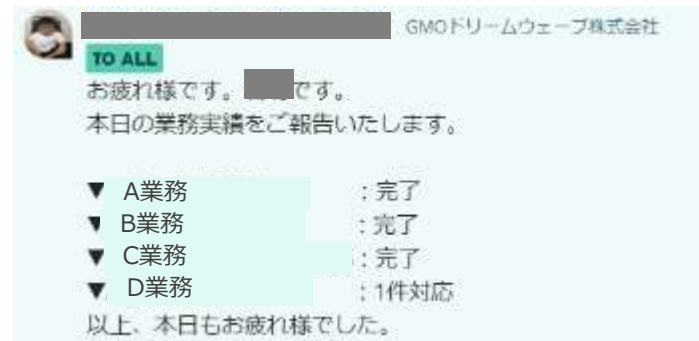 GMOドリームウェーブ株式会社
TO ALL
お疲れ様です。 です。
本日の業務実績をご報告いたします。
▼ A業務 : 完了
▼ B業務 : 完了
▼ C業務 : 完了
▼ D業務 : 1件対応
以上、本日もお疲れ様でした。